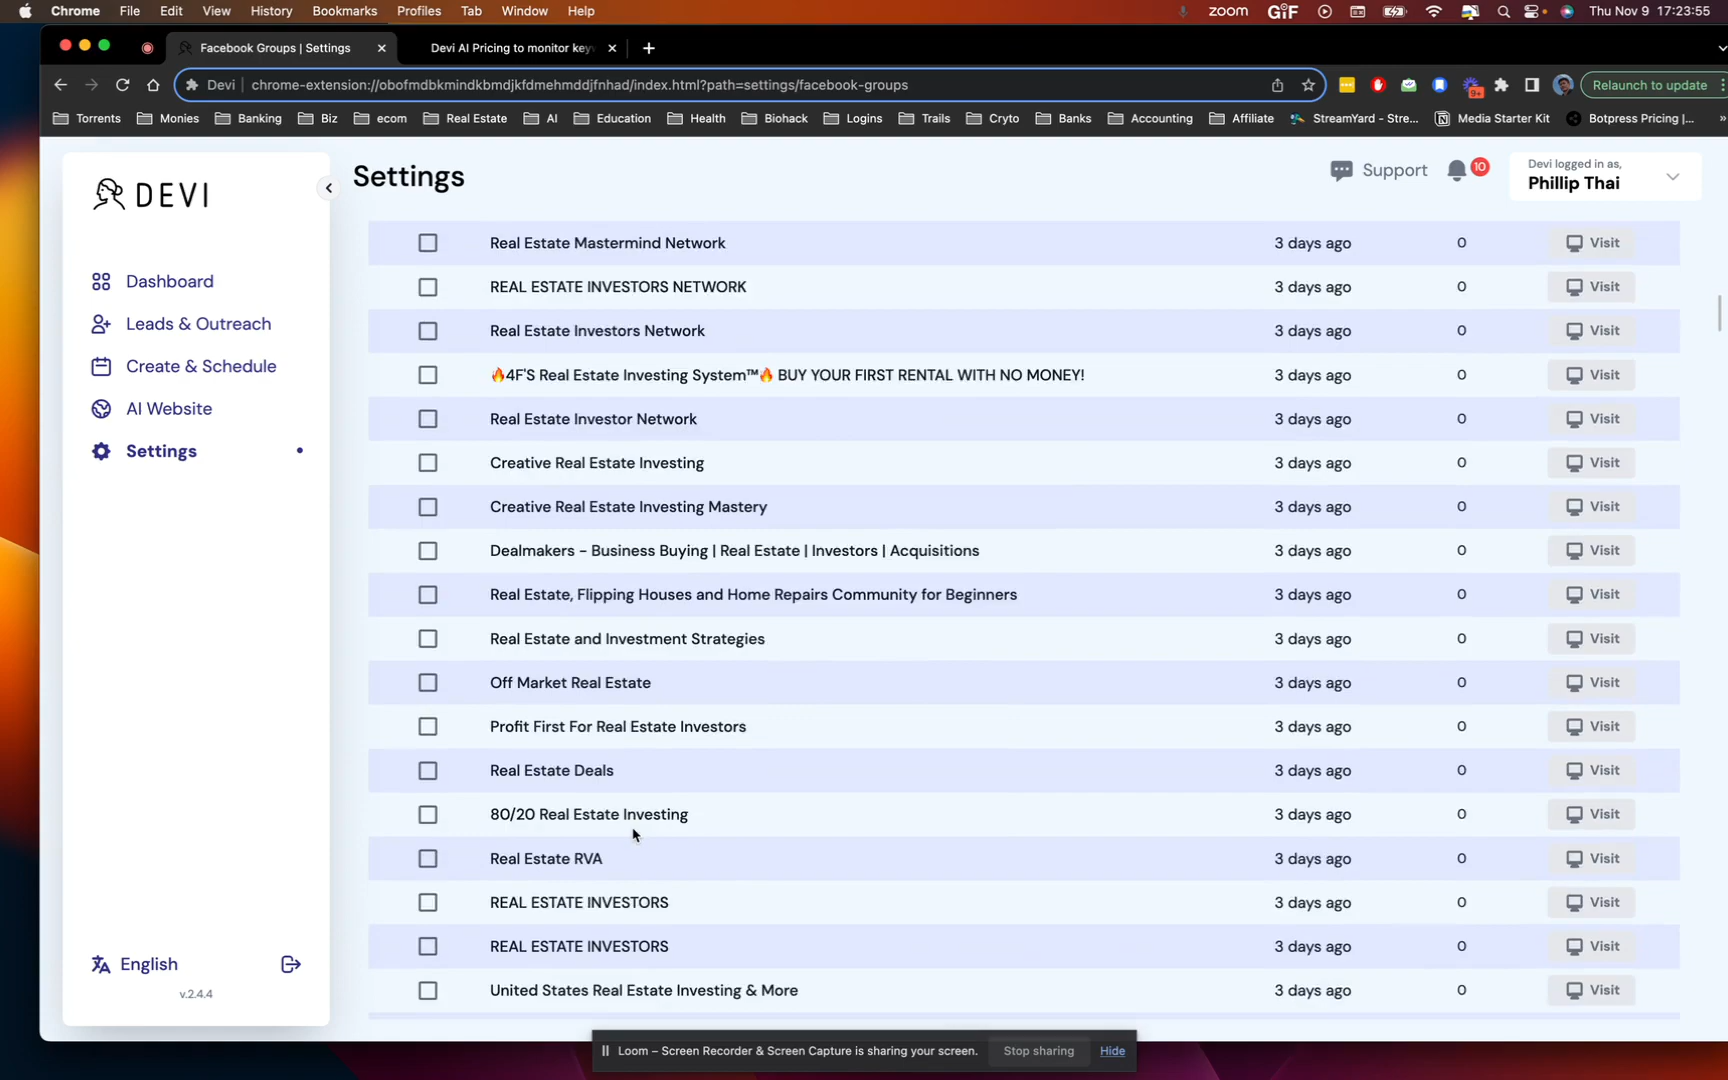 Chrome File Edit View History Bookmarks Profiles Tab Window Help zoom GiF Thu Nov 9 17:23:55
Facebook Groups | Settings Devi AI Pricing to monitor key
Devi chrome-extension://obofmdbkmindkbmdjkfdmehmddjfnhad/index.html?path=settings/facebook-groups 9+ Relaunch to update
Torrents Monies Banking Biz ecom Real Estate AI Education Health Biohack Logins Trails Cryto Banks Accounting Affiliate StreamYard - Stre... Media Starter Kit Botpress Pricing |... »
DEVI
Dashboard
Leads & Outreach
Create & Schedule
AI Website
Settings
English
v.2.4.4
Settings
Support 10
Devi logged in as,
Phillip Thai
Real Estate Mastermind Network 3 days ago 0 Visit
REAL ESTATE INVESTORS NETWORK 3 days ago 0 Visit
Real Estate Investors Network 3 days ago 0 Visit
🔥4F'S Real Estate Investing System™🔥 BUY YOUR FIRST RENTAL WITH NO MONEY! 3 days ago 0 Visit
Real Estate Investor Network 3 days ago 0 Visit
Creative Real Estate Investing 3 days ago 0 Visit
Creative Real Estate Investing Mastery 3 days ago 0 Visit
Dealmakers - Business Buying | Real Estate | Investors | Acquisitions 3 days ago 0 Visit
Real Estate, Flipping Houses and Home Repairs Community for Beginners 3 days ago 0 Visit
Real Estate and Investment Strategies 3 days ago 0 Visit
Off Market Real Estate 3 days ago 0 Visit
Profit First For Real Estate Investors 3 days ago 0 Visit
Real Estate Deals 3 days ago 0 Visit
80/20 Real Estate Investing 3 days ago 0 Visit
Real Estate RVA 3 days ago 0 Visit
REAL ESTATE INVESTORS 3 days ago 0 Visit
REAL ESTATE INVESTORS 3 days ago 0 Visit
United States Real Estate Investing & More 3 days ago 0 Visit
Loom – Screen Recorder & Screen Capture is sharing your screen. Stop sharing Hide